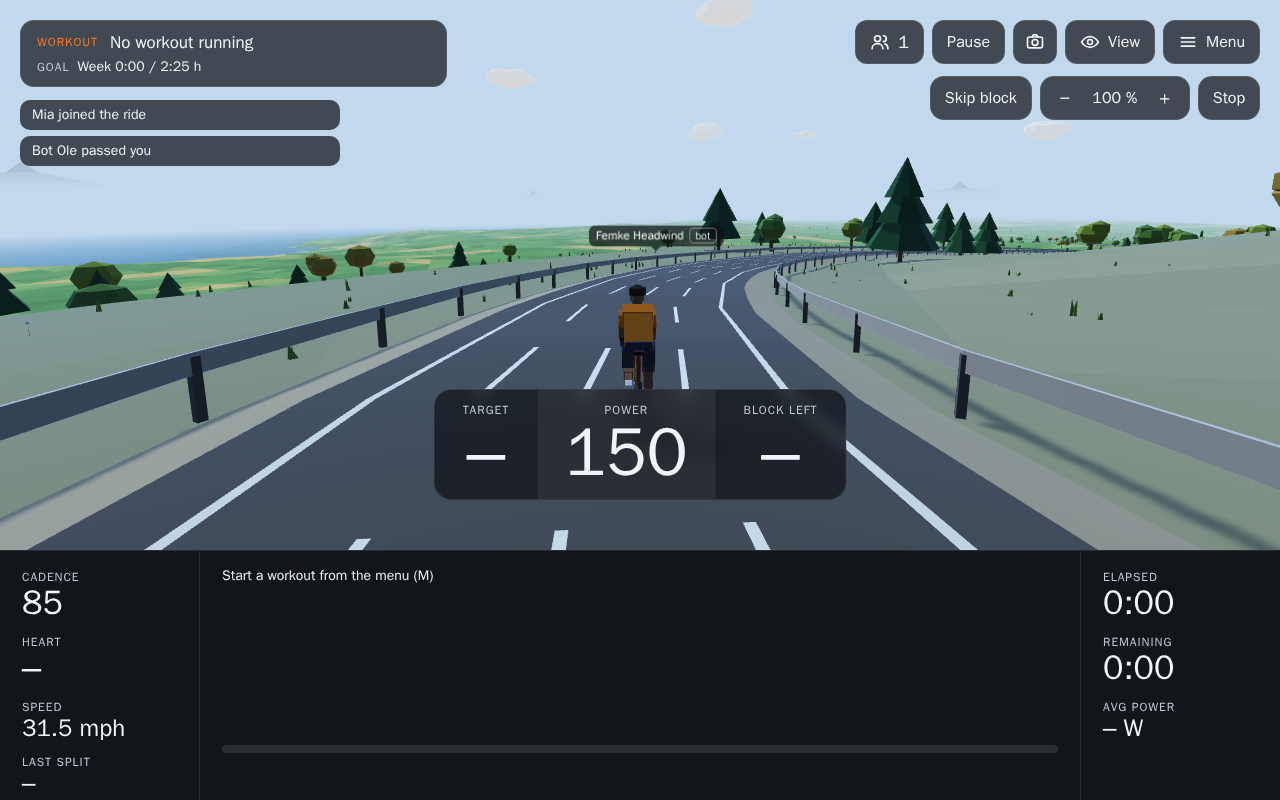 WORKOUT No workout running
GOAL Week 0:00 / 2:25 h
Mia joined the ride
Bot Ole passed you
1
Pause
View
Menu
Skip block
− 100 % +
Stop
Femke Headwind bot
TARGET
–
POWER
150
BLOCK LEFT
–
CADENCE
85
HEART
–
SPEED
31.5 mph
LAST SPLIT
–
Start a workout from the menu (M)
ELAPSED
0:00
REMAINING
0:00
AVG POWER
– W